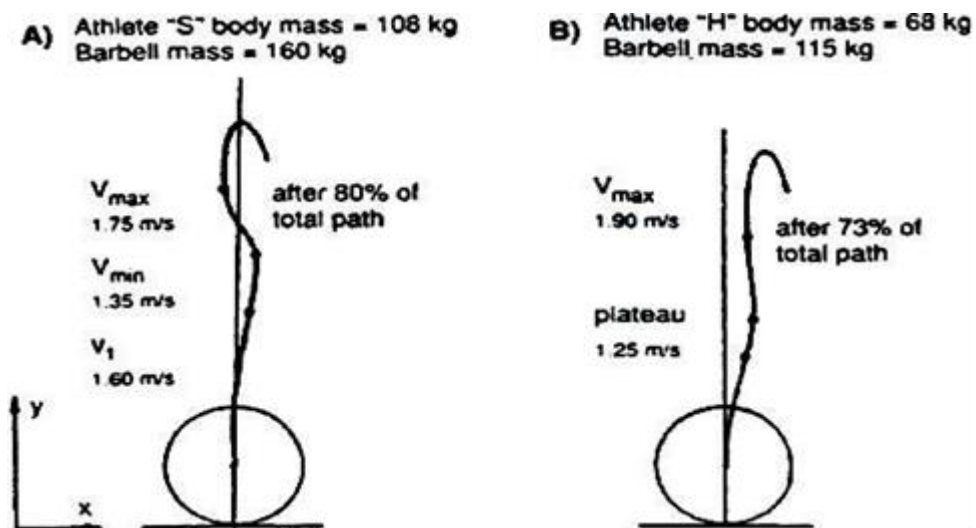 A) Athlete "S" body mass = 108 kg
Barbell mass = 160 kg
Vmax
1.75 m/s
after 80% of
total path
Vmin
1.35 m/s
V1
1.60 m/s
y
x
B) Athlete "H" body mass = 68 kg
Barbell mass = 115 kg
Vmax
1.90 m/s
after 73% of
total path
plateau
1.25 m/s